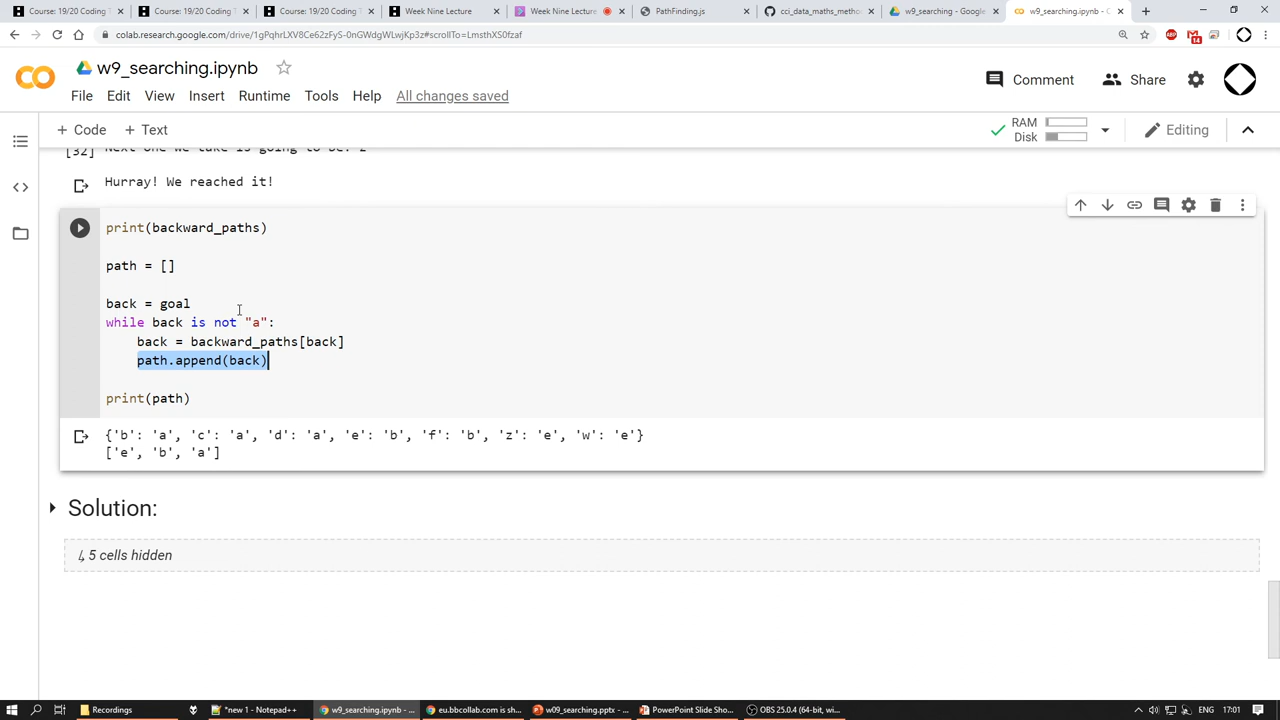 Course: 19/20 Coding T
Course: 19/20 Coding T
Course: 19/20 Coding T
Week Nine Lecture
Week Nine Lecture
PathFinding.js
cci_data_maths_metho
w9_searching - Google
w9_searching.ipynb - C
colab.research.google.com/drive/1gPqhrLXV8Ce62zFyS-0nGWdgWLwjKp3z#scrollTo=LmsthXS0fzaf
14
CO w9_searching.ipynb
Comment
Share
File Edit View Insert Runtime Tools Help All changes saved
+ Code + Text
RAM
Disk
Editing
[32] Next one we take is going to be: z
Hurray! We reached it!
print(backward_paths)
path = []
back = goal
while back is not "a":
back = backward_paths[back]
path.append(back)
print(path)
{'b': 'a', 'c': 'a', 'd': 'a', 'e': 'b', 'f': 'b', 'z': 'e', 'w': 'e'}
['e', 'b', 'a']
Solution:
5 cells hidden
Recordings
*new 1 - Notepad++
w9_searching.ipynb - ...
eu.bbcollab.com is sh...
w09_searching.pptx - ...
PowerPoint Slide Sho...
OBS 25.0.4 (64-bit, wi...
ENG
17:01